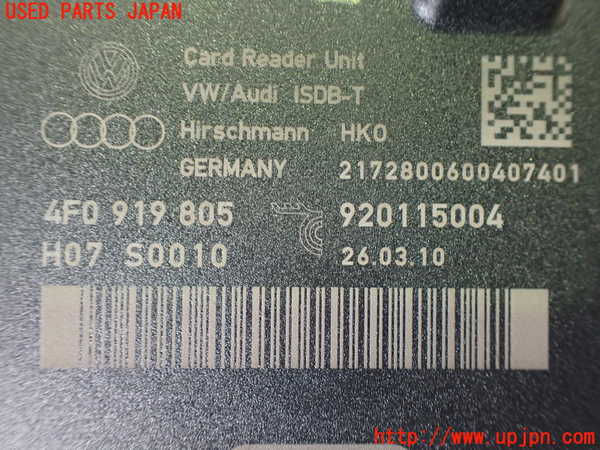 USED PARTS JAPAN
Card Reader Unit
VW/Audi ISDB-T
Hirschmann HK0
GERMANY 2172800600407401
4F0 919 805 920115004
H07 S0010 26.03.10
http://www.upjpn.com